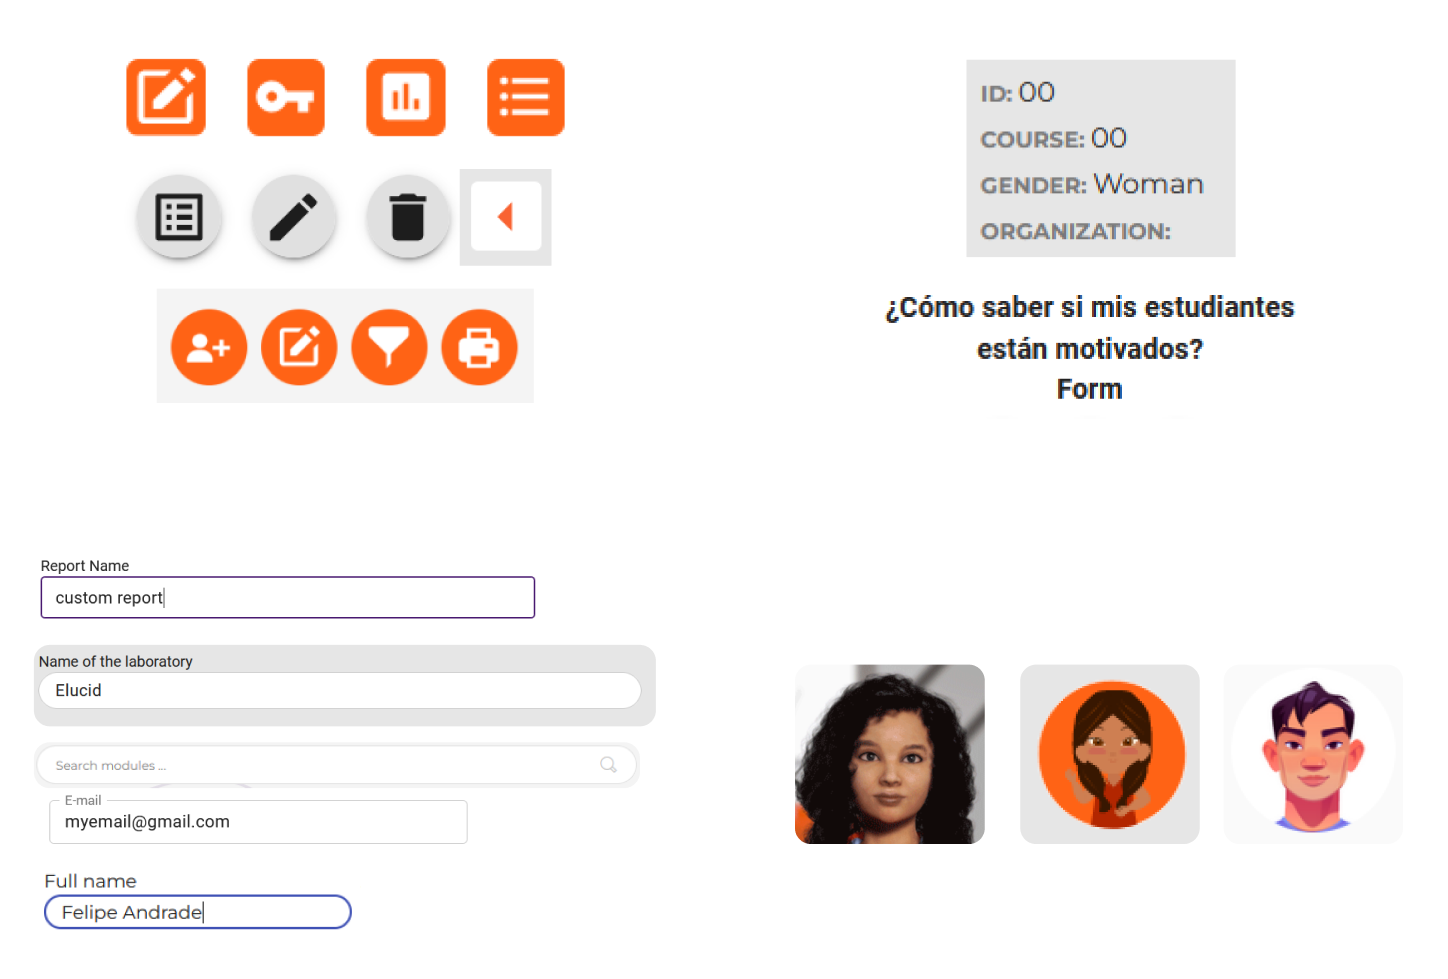 ID: 00
COURSE: 00
GENDER: Woman
ORGANIZATION:
¿Cómo saber si mis estudiantes
están motivados?
Form
Report Name
custom report
Name of the laboratory
Elucid
Search modules ...
E-mail
myemail@gmail.com
Full name
Felipe Andrade